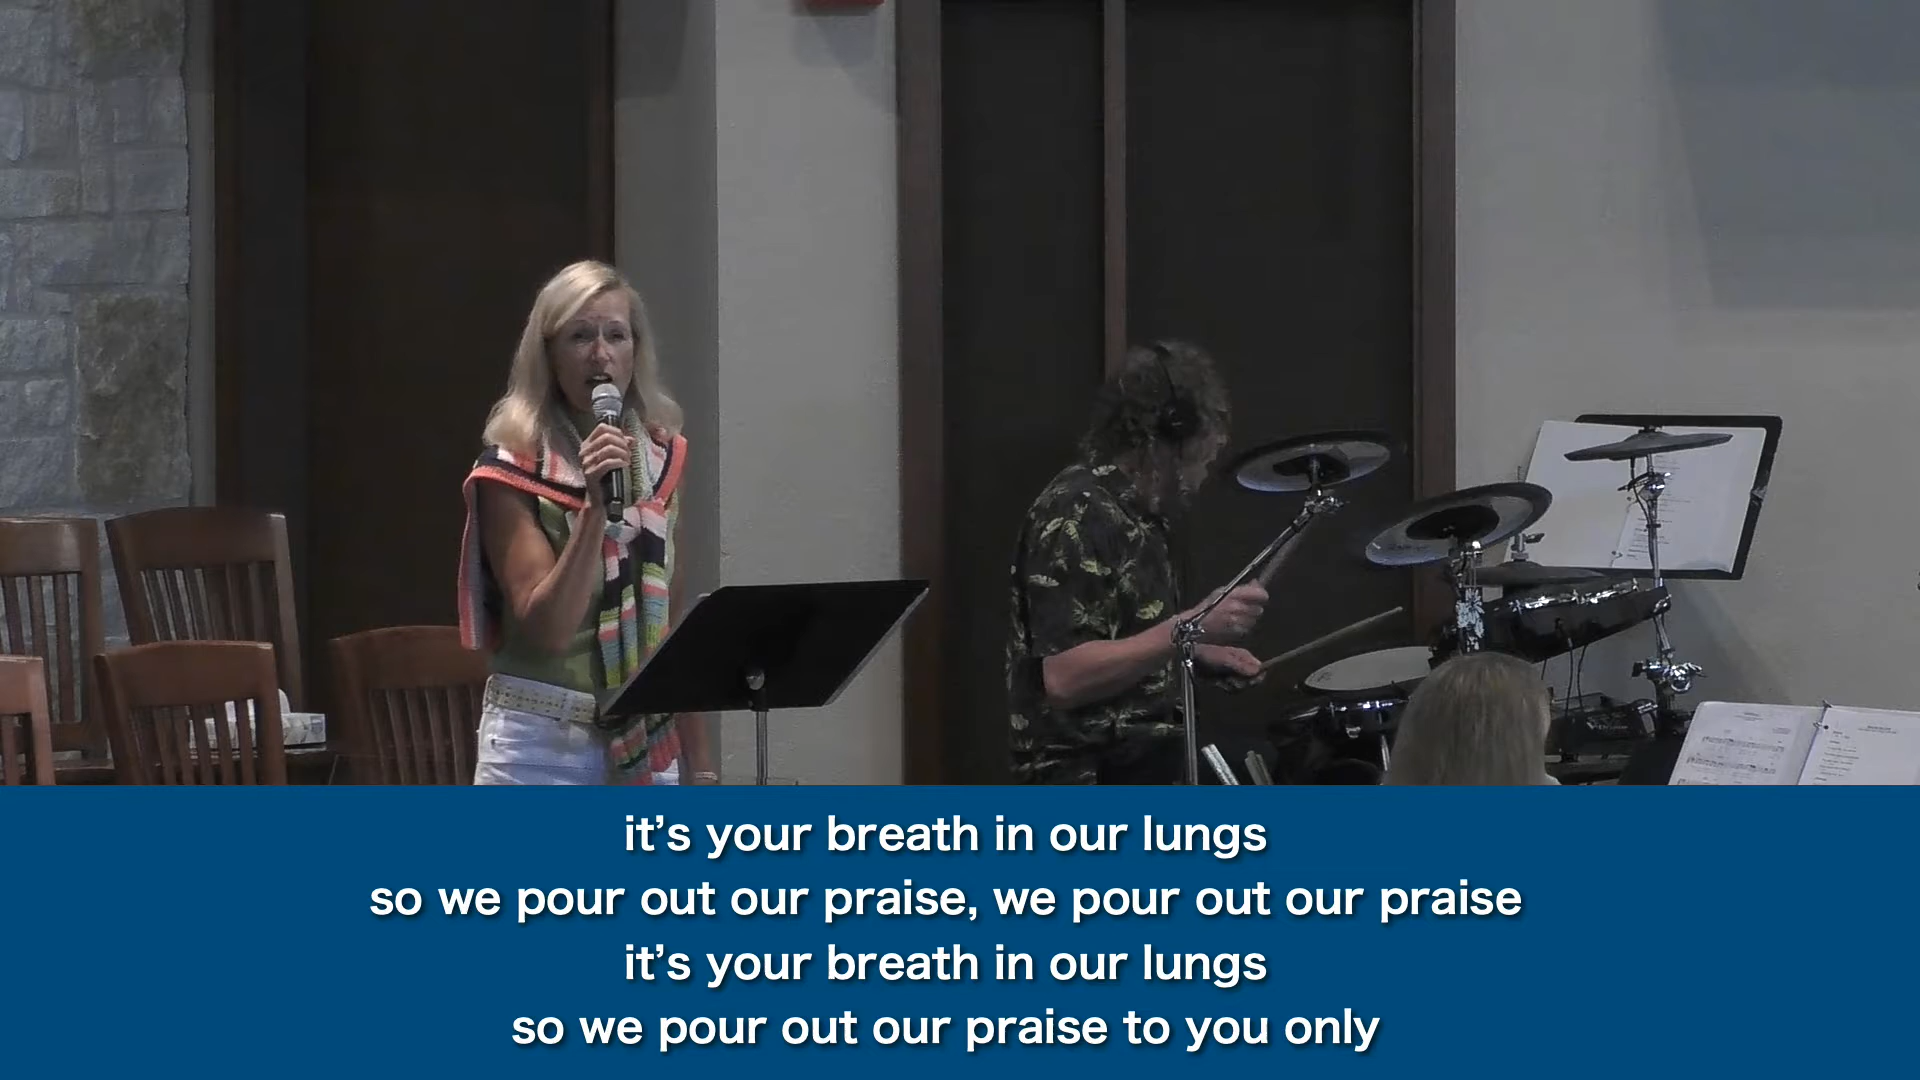 it’s your breath in our lungs
so we pour out our praise, we pour out our praise
it’s your breath in our lungs
so we pour out our praise to you only